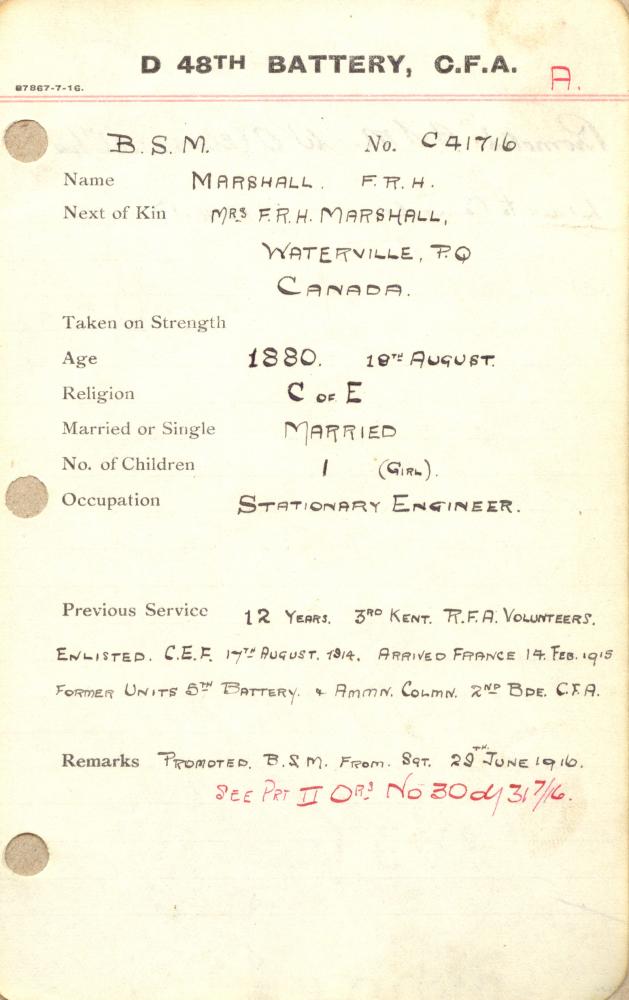 D 48TH BATTERY, C.F.A.
A.
87867-7-16.
B.S.M. No. C41716
Name MARSHALL. F.R.H.
Next of Kin MRS F.R.H. MARSHALL,
WATERVILLE, P.Q
CANADA.
Taken on Strength
Age 1880. 18TH AUGUST.
Religion C OF E
Married or Single MARRIED
No. of Children 1 (GIRL).
Occupation STATIONARY ENGINEER.
Previous Service 12 YEARS. 3RD KENT. R.F.A. VOLUNTEERS.
ENLISTED. C.E.F. 17TH AUGUST. 1914. ARRIVED FRANCE 14. FEB. 1915
FORMER UNITS 5TH BATTERY. & AMMN. COLMN. 2ND BDE. C.F.A.
Remarks PROMOTED. B.S.M. FROM. SGT. 29TH JUNE 1916.
SEE PRT II ORS No 30 d/ 31/7/16.